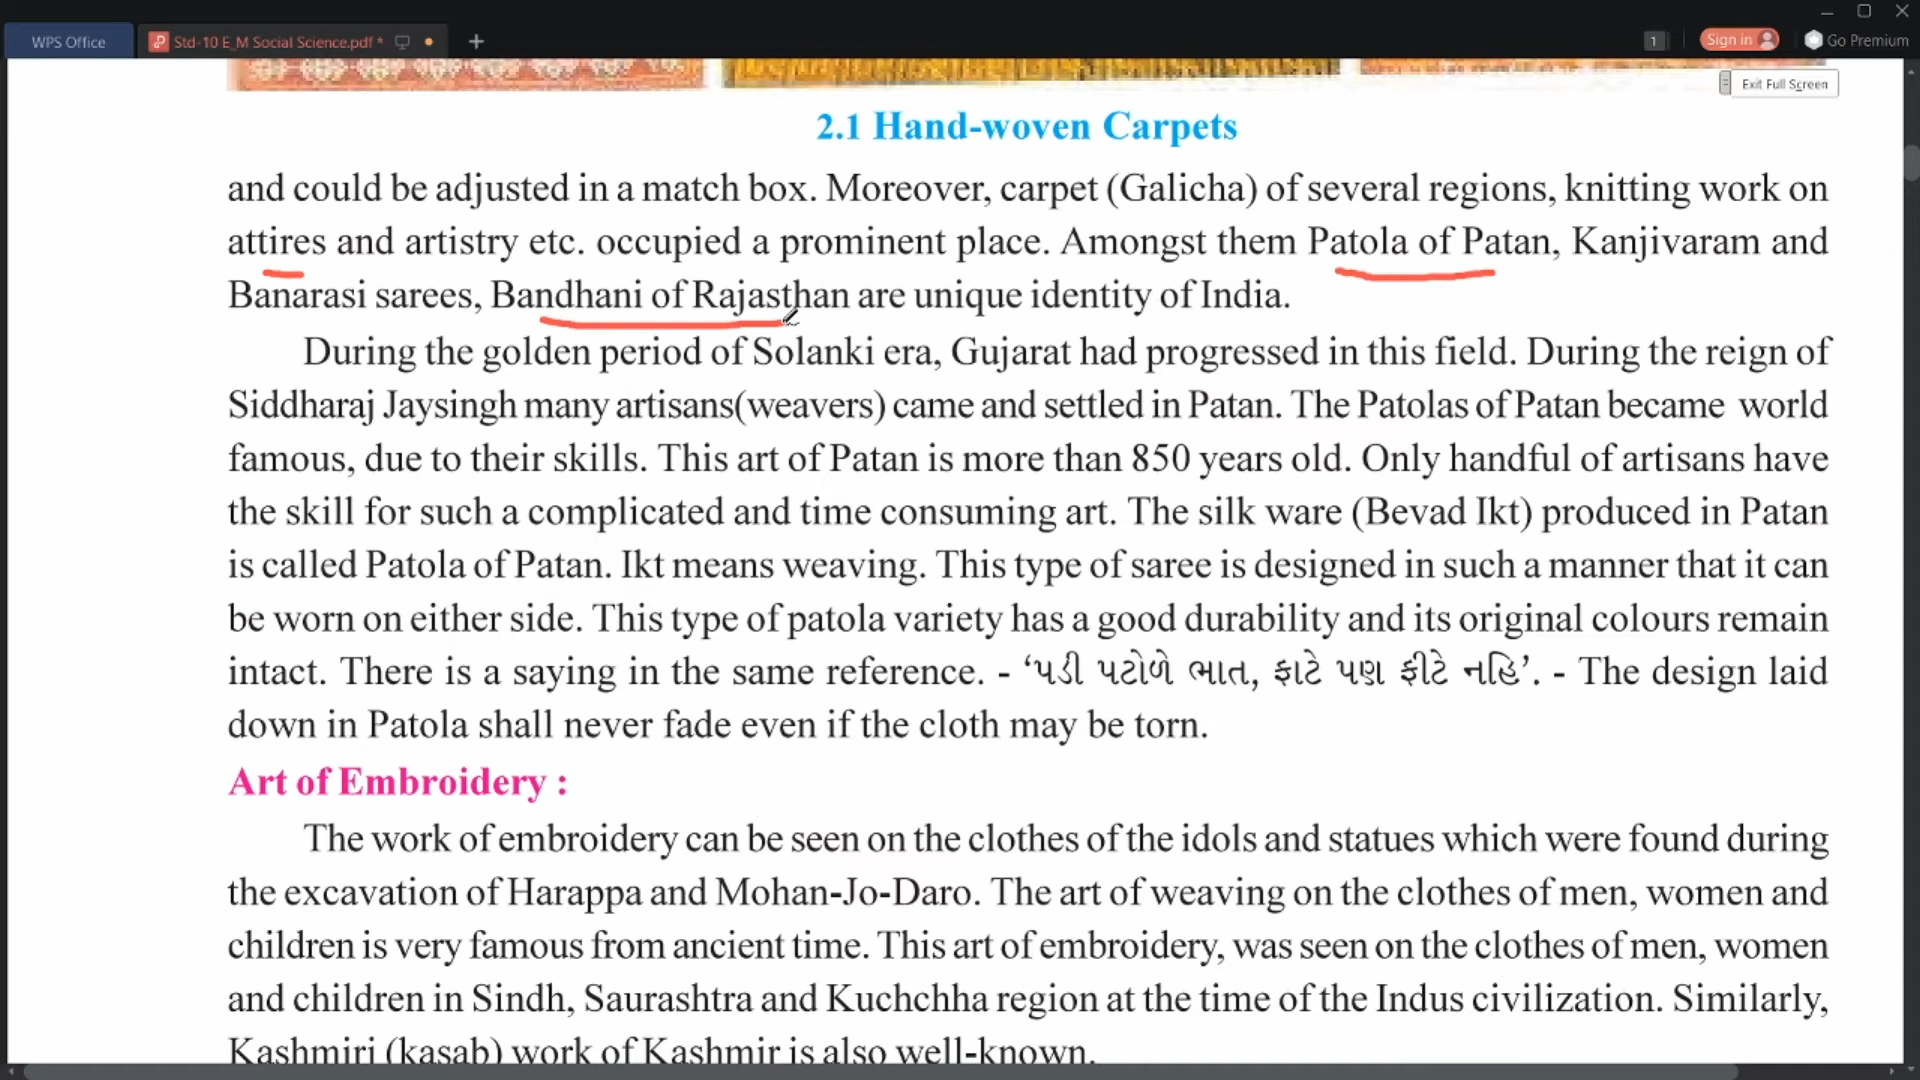 WPS Office
Std-10 E_M Social Science.pdf *
1
Sign in
Go Premium
Exit Full Screen
2.1 Hand-woven Carpets
and could be adjusted in a match box. Moreover, carpet (Galicha) of several regions, knitting work on
attires and artistry etc. occupied a prominent place. Amongst them Patola of Patan, Kanjivaram and
Banarasi sarees, Bandhani of Rajasthan are unique identity of India.
During the golden period of Solanki era, Gujarat had progressed in this field. During the reign of
Siddharaj Jaysingh many artisans(weavers) came and settled in Patan. The Patolas of Patan became world
famous, due to their skills. This art of Patan is more than 850 years old. Only handful of artisans have
the skill for such a complicated and time consuming art. The silk ware (Bevad Ikt) produced in Patan
is called Patola of Patan. Ikt means weaving. This type of saree is designed in such a manner that it can
be worn on either side. This type of patola variety has a good durability and its original colours remain
intact. There is a saying in the same reference. - ‘પડી પટોળે ભાત, ફાટે પણ ફીટે નહિ’. - The design laid
down in Patola shall never fade even if the cloth may be torn.
Art of Embroidery :
The work of embroidery can be seen on the clothes of the idols and statues which were found during
the excavation of Harappa and Mohan-Jo-Daro. The art of weaving on the clothes of men, women and
children is very famous from ancient time. This art of embroidery, was seen on the clothes of men, women
and children in Sindh, Saurashtra and Kuchchha region at the time of the Indus civilization. Similarly,
Kashmiri (kasab) work of Kashmir is also well-known.